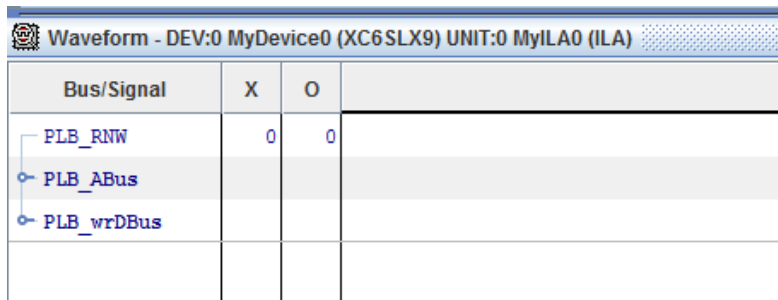 Waveform - DEV:0 MyDevice0 (XC6SLX9) UNIT:0 MyILA0 (ILA)
Bus/Signal X O
PLB_RNW 0 0
PLB_ABus
PLB_wrDBus